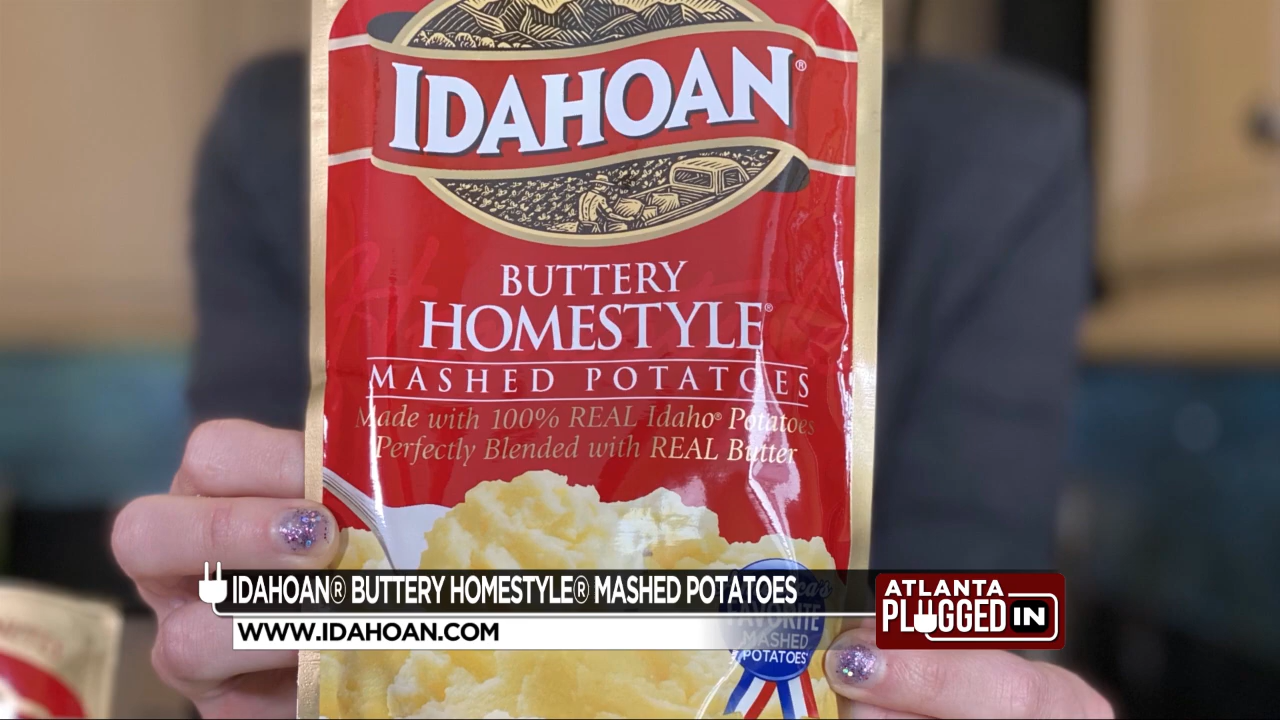 IDAHOAN®
BUTTERY
HOMESTYLE®
MASHED POTATOES
Made with 100% REAL Idaho® Potatoes
Perfectly Blended with REAL Butter
FAVORITE
MASHED
POTATOES
IDAHOAN® BUTTERY HOMESTYLE® MASHED POTATOES
WWW.IDAHOAN.COM
ATLANTA
PLUGGED IN